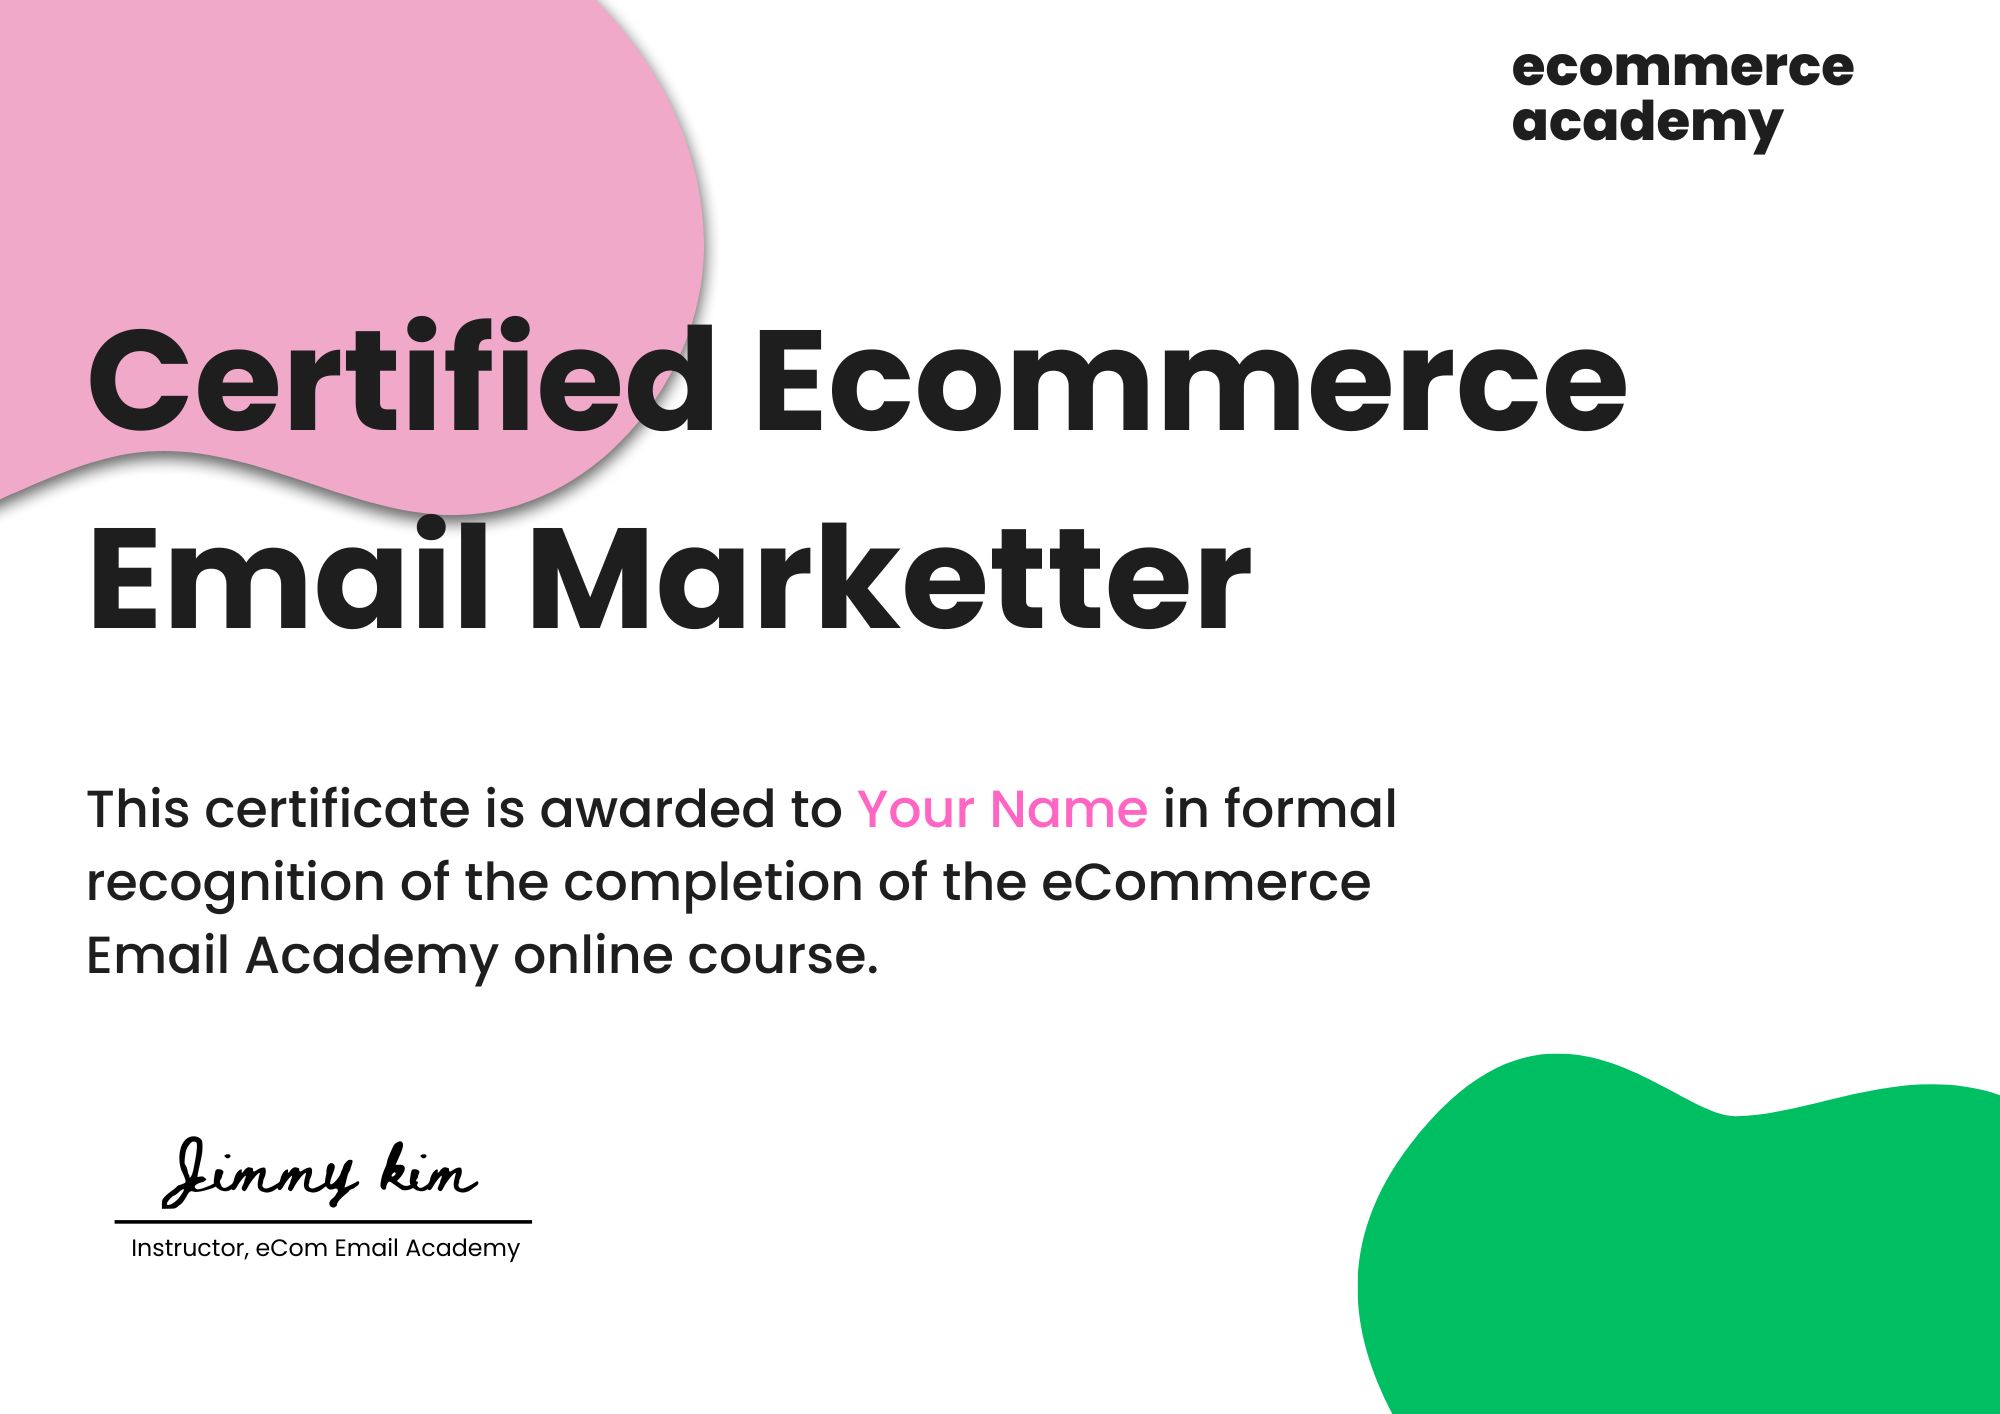 ecommerce
academy
Certified Ecommerce
Email Marketter
This certificate is awarded to Your Name in formal
recognition of the completion of the eCommerce
Email Academy online course.
Jimmy kim
Instructor, eCom Email Academy